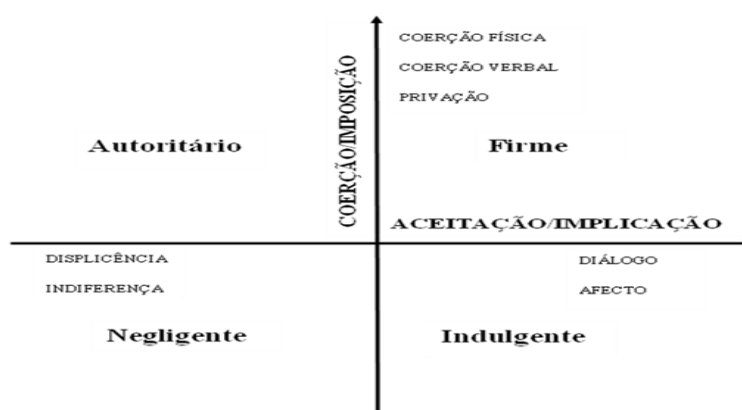 COERÇÃO FÍSICA
COERÇÃO VERBAL
PRIVAÇÃO
COERÇÃO/IMPOSIÇÃO
Autoritário
Firme
ACEITAÇÃO/IMPLICAÇÃO
DISPLICÊNCIA
DIÁLOGO
INDIFERENÇA
AFECTO
Negligente
Indulgente